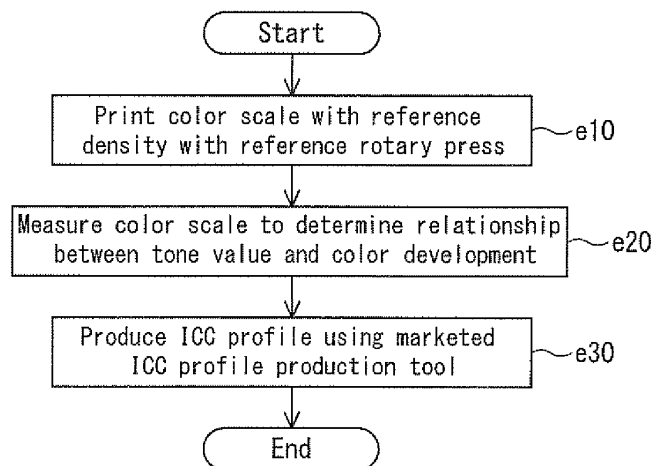 Start
Print color scale with reference
density with reference rotary press
e10
Measure color scale to determine relationship
between tone value and color development
e20
Produce ICC profile using marketed
ICC profile production tool
e30
End